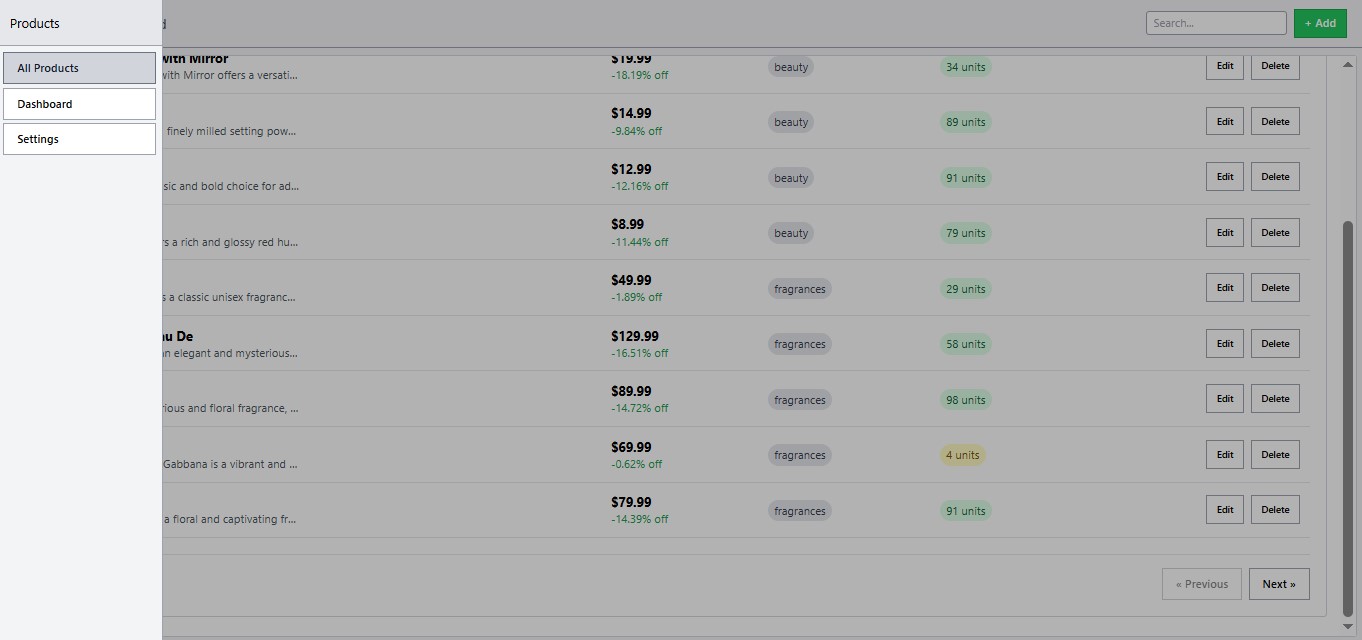 Products
Search...
+ Add
All Products
Dashboard
Settings
with Mirror
with Mirror offers a versati...
$19.99
-18.19% off
beauty
34 units
Edit
Delete
finely milled setting pow...
$14.99
-9.84% off
beauty
89 units
Edit
Delete
sic and bold choice for ad...
$12.99
-12.16% off
beauty
91 units
Edit
Delete
rs a rich and glossy red hu...
$8.99
-11.44% off
beauty
79 units
Edit
Delete
s a classic unisex fragranc...
$49.99
-1.89% off
fragrances
29 units
Edit
Delete
au De
an elegant and mysterious...
$129.99
-16.51% off
fragrances
58 units
Edit
Delete
rious and floral fragrance, ...
$89.99
-14.72% off
fragrances
98 units
Edit
Delete
Gabbana is a vibrant and ...
$69.99
-0.62% off
fragrances
4 units
Edit
Delete
a floral and captivating fr...
$79.99
-14.39% off
fragrances
91 units
Edit
Delete
« Previous
Next »